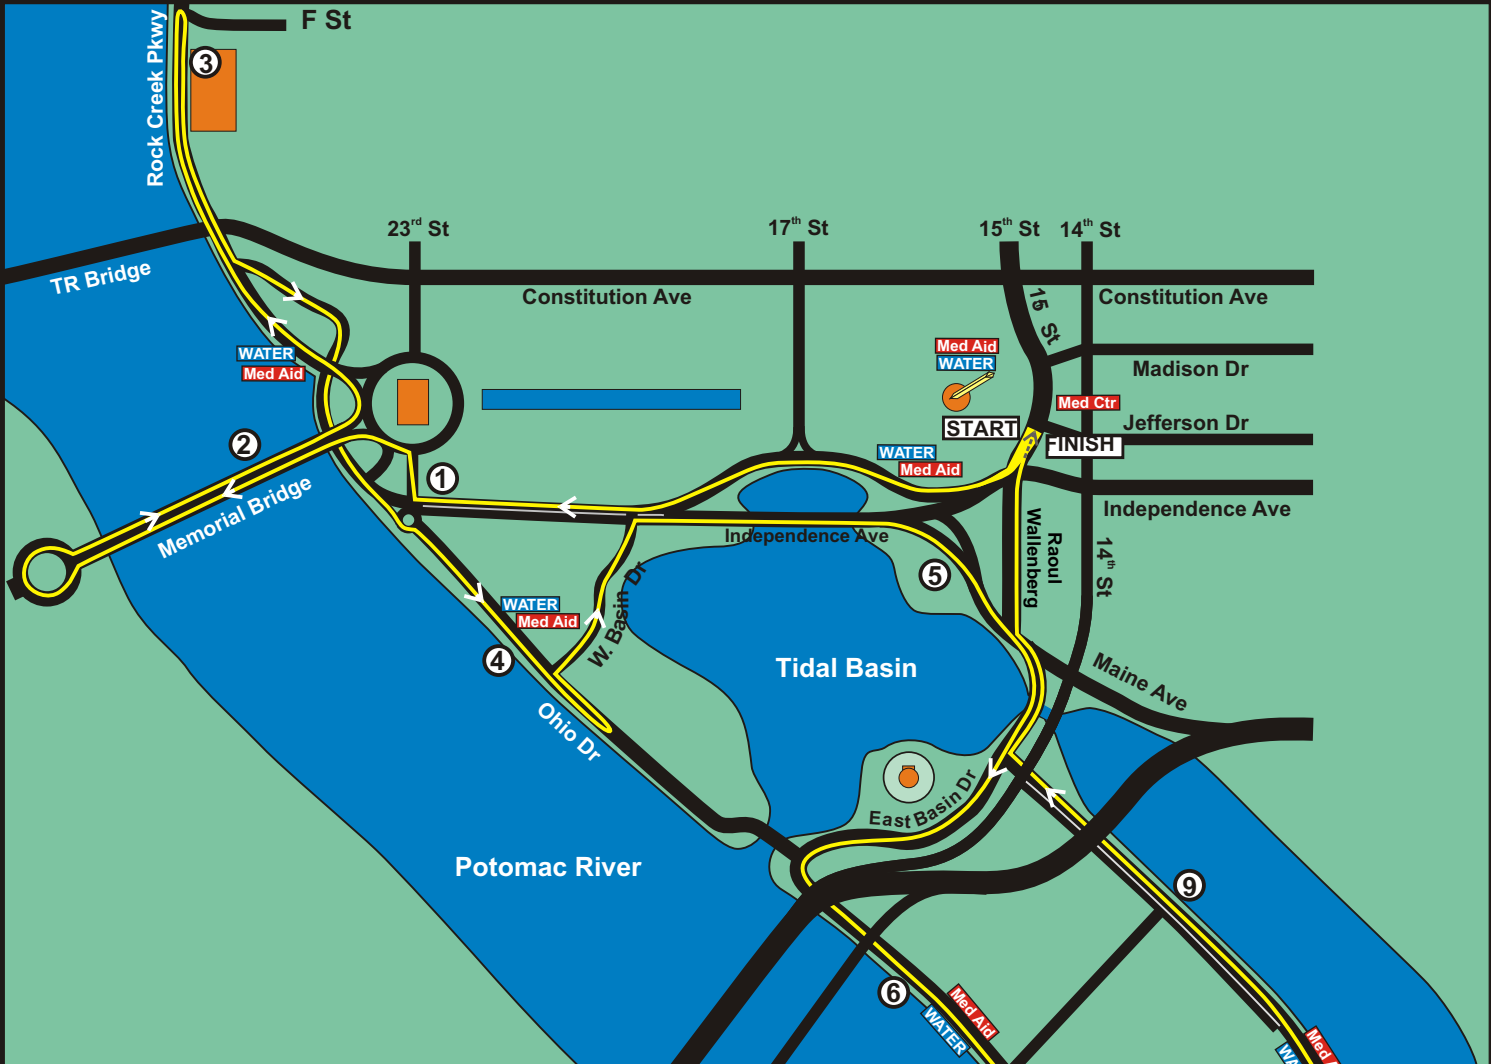 F St
Rock Creek Pkwy
3
23rd St
17th St
15th St
14th St
TR Bridge
Constitution Ave
15 St
Constitution Ave
WATER
Med Aid
Med Aid
WATER
Madison Dr
Med Ctr
START
FINISH
Jefferson Dr
2
1
WATER
Med Aid
Memorial Bridge
Independence Ave
Independence Ave
Raoul
Wallenberg
14th St
5
WATER
Med Aid
W. Basin Dr
4
Tidal Basin
Maine Ave
Ohio Dr
East Basin Dr
Potomac River
9
6
Med Aid
WATER
Med